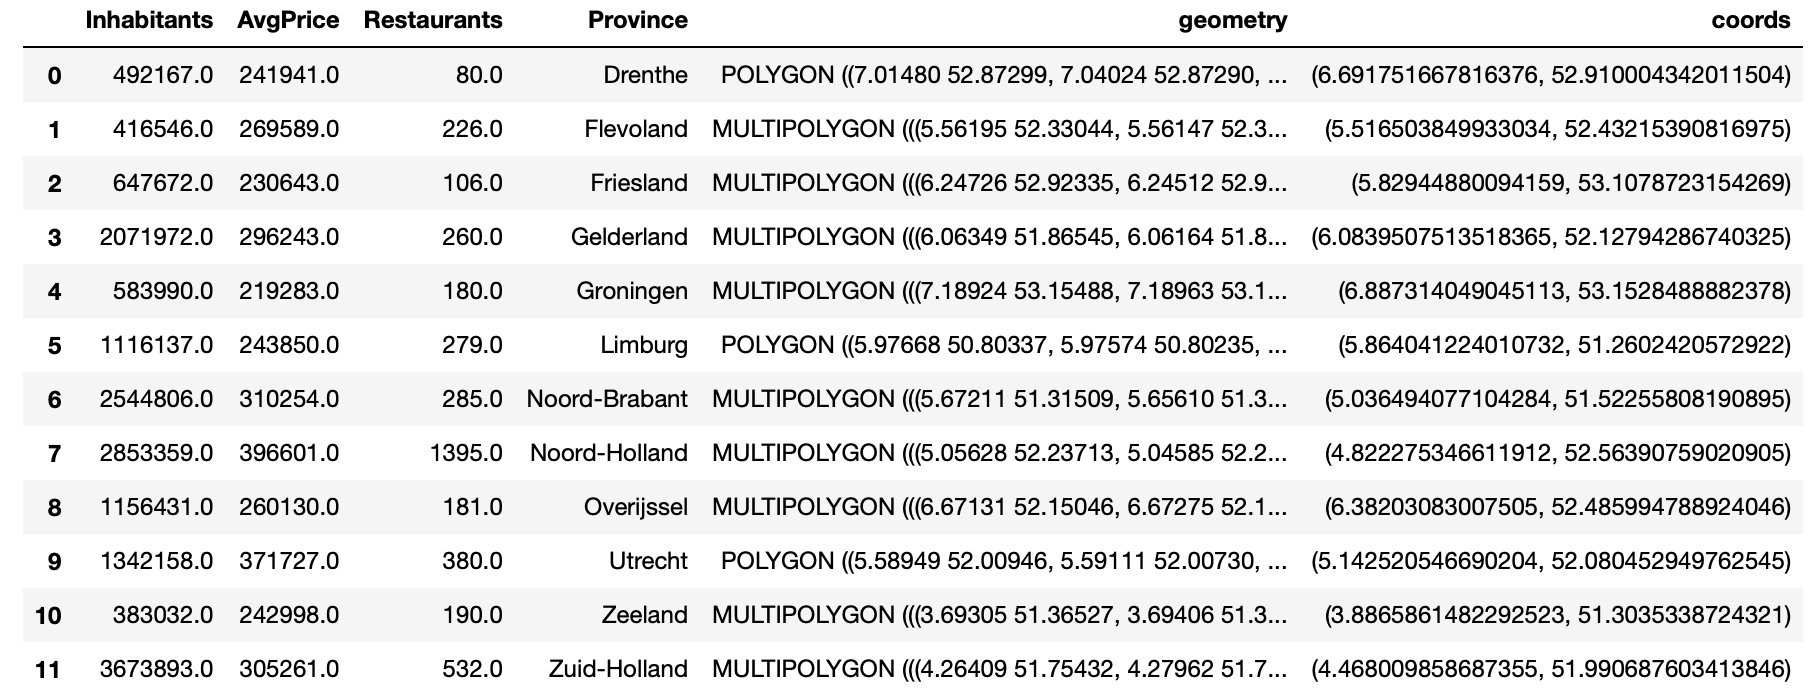 Inhabitants AvgPrice Restaurants Province geometry coords
0 492167.0 241941.0 80.0 Drenthe POLYGON ((7.01480 52.87299, 7.04024 52.87290, ... (6.691751667816376, 52.910004342011504)
1 416546.0 269589.0 226.0 Flevoland MULTIPOLYGON (((5.56195 52.33044, 5.56147 52.3... (5.516503849933034, 52.43215390816975)
2 647672.0 230643.0 106.0 Friesland MULTIPOLYGON (((6.24726 52.92335, 6.24512 52.9... (5.82944880094159, 53.1078723154269)
3 2071972.0 296243.0 260.0 Gelderland MULTIPOLYGON (((6.06349 51.86545, 6.06164 51.8... (6.0839507513518365, 52.12794286740325)
4 583990.0 219283.0 180.0 Groningen MULTIPOLYGON (((7.18924 53.15488, 7.18963 53.1... (6.887314049045113, 53.15284888882378)
5 1116137.0 243850.0 279.0 Limburg POLYGON ((5.97668 50.80337, 5.97574 50.80235, ... (5.864041224010732, 51.2602420572922)
6 2544806.0 310254.0 285.0 Noord-Brabant MULTIPOLYGON (((5.67211 51.31509, 5.65610 51.3... (5.036494077104284, 51.52255808190895)
7 2853359.0 396601.0 1395.0 Noord-Holland MULTIPOLYGON (((5.05628 52.23713, 5.04585 52.2... (4.822275346611912, 52.56390759020905)
8 1156431.0 260130.0 181.0 Overijssel MULTIPOLYGON (((6.67131 52.15046, 6.67275 52.1... (6.38203083007505, 52.485994788924046)
9 1342158.0 371727.0 380.0 Utrecht POLYGON ((5.58949 52.00946, 5.59111 52.00730, ... (5.142520546690204, 52.080452949762545)
10 383032.0 242998.0 190.0 Zeeland MULTIPOLYGON (((3.69305 51.36527, 3.69406 51.3... (3.8865861482292523, 51.3035338724321)
11 3673893.0 305261.0 532.0 Zuid-Holland MULTIPOLYGON (((4.26409 51.75432, 4.27962 51.7... (4.468009858687355, 51.990687603413846)